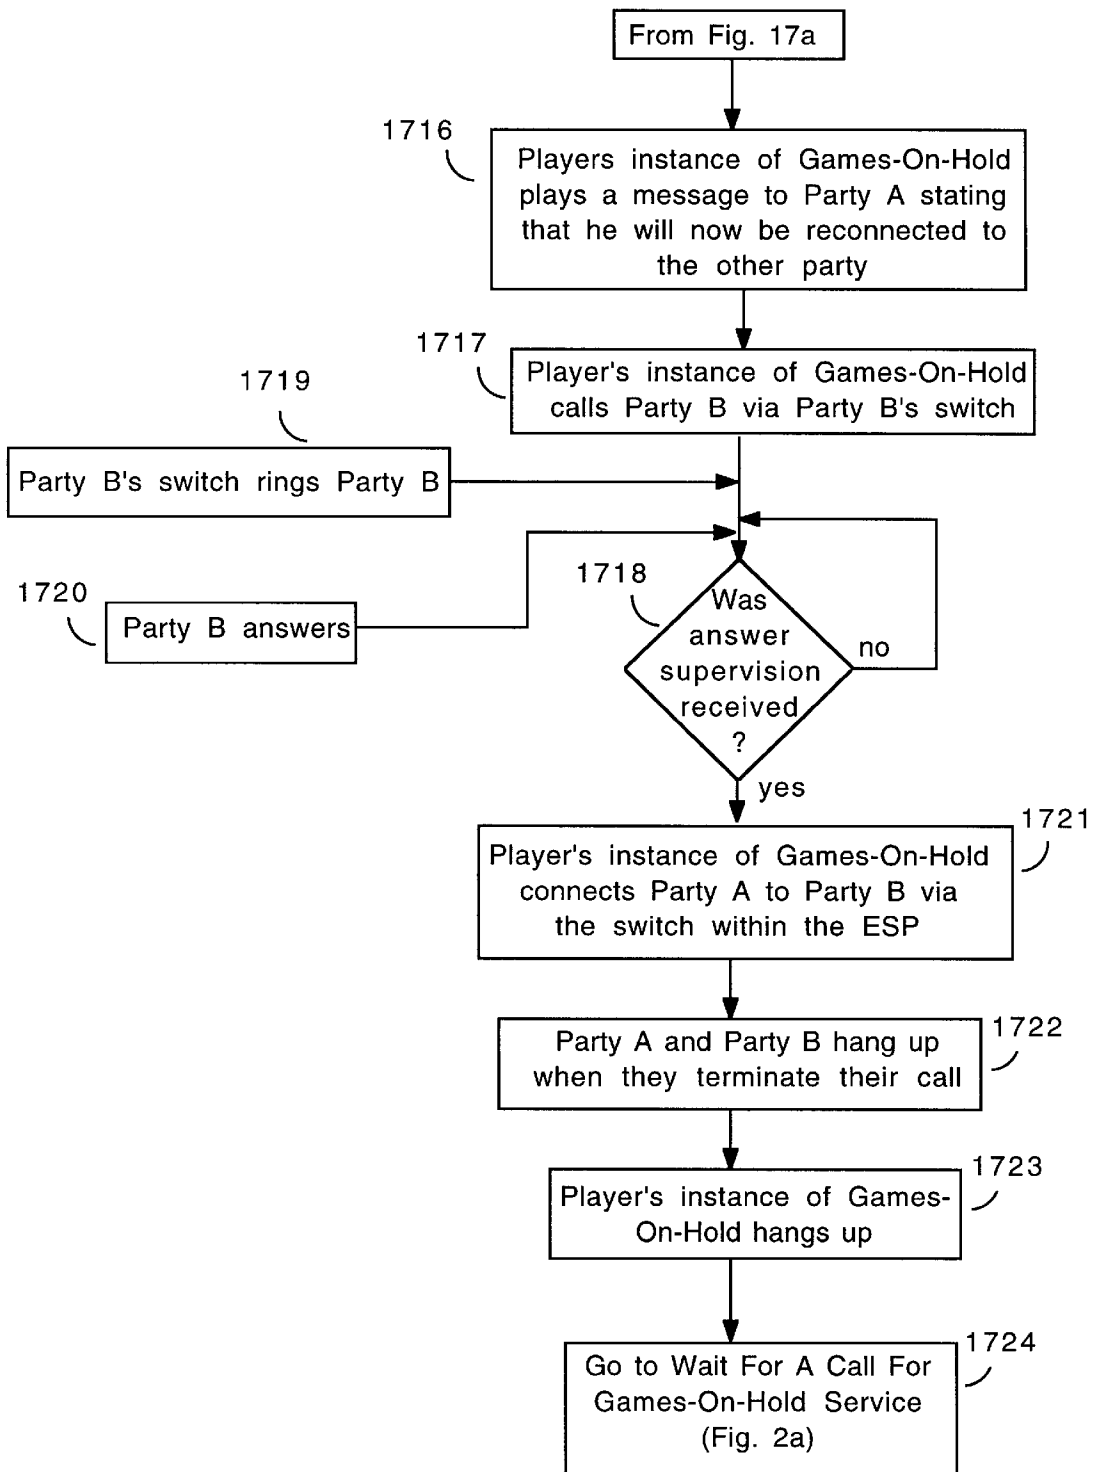 From Fig. 17a
1716
Players instance of Games-On-Hold
plays a message to Party A stating
that he will now be reconnected to
the other party
1717
Player's instance of Games-On-Hold
calls Party B via Party B's switch
1719
Party B's switch rings Party B
1720
Party B answers
1718
Was
answer
supervision
received
?
no
yes
1721
Player's instance of Games-On-Hold
connects Party A to Party B via
the switch within the ESP
1722
Party A and Party B hang up
when they terminate their call
1723
Player's instance of Games-
On-Hold hangs up
1724
Go to Wait For A Call For
Games-On-Hold Service
(Fig. 2a)